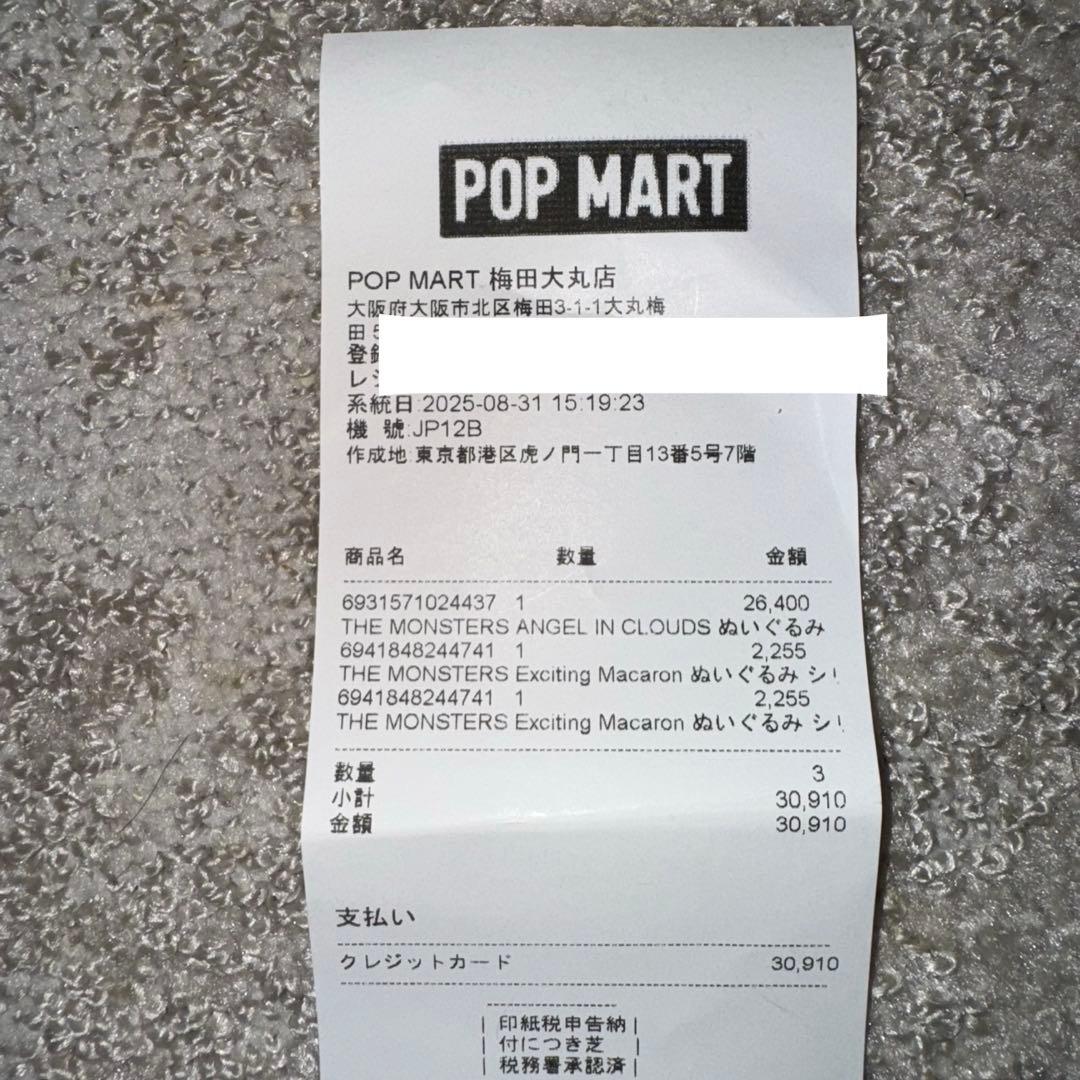 POP MART
POP MART 梅田大丸店
大阪府大阪市北区梅田3-1-1大丸梅
田
登録
レ
系統日:2025-08-31 15:19:23
機 號:JP12B
作成地:東京都港区虎ノ門一丁目13番5号7階
商品名 数量 金額
6931571024437 1 26,400
THE MONSTERS ANGEL IN CLOUDS ぬいぐるみ
6941848244741 1 2,255
THE MONSTERS Exciting Macaron ぬいぐるみ シ
6941848244741 1 2,255
THE MONSTERS Exciting Macaron ぬいぐるみ シ
数量 3
小計 30,910
金額 30,910
支払い
クレジットカード 30,910
印紙税申告納
付につき芝
税務署承認済